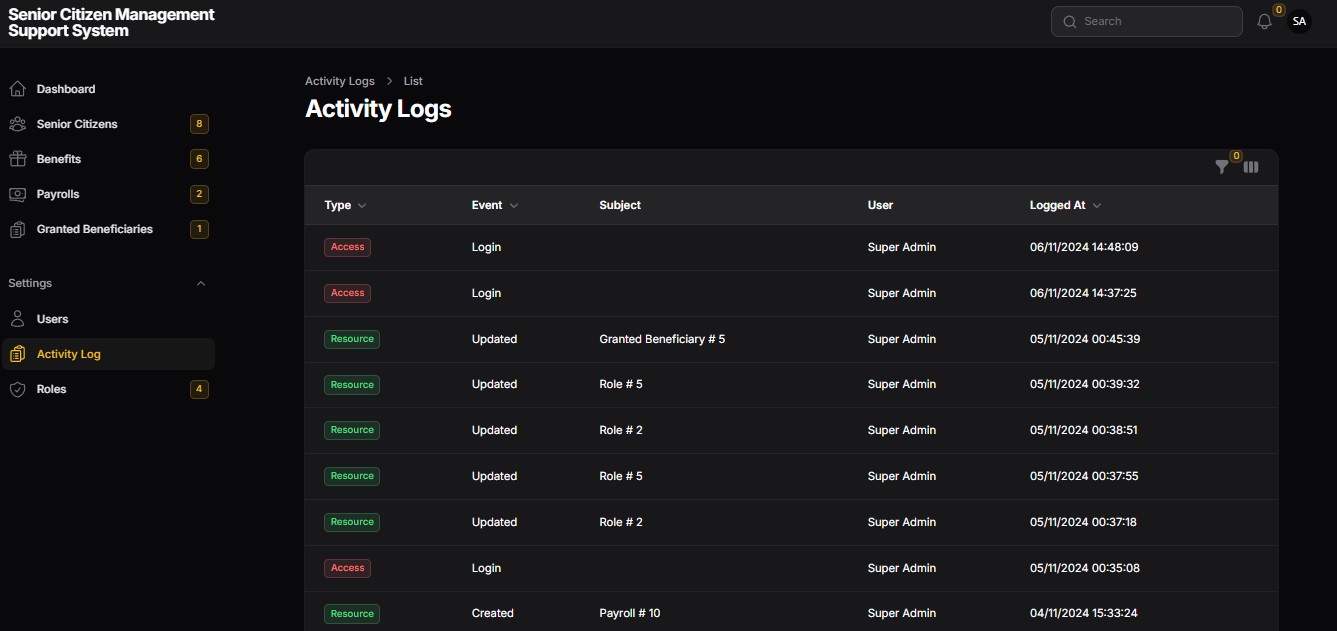 Senior Citizen Management
Support System
Search
0
SA
Dashboard
Senior Citizens 8
Benefits 6
Payrolls 2
Granted Beneficiaries 1
Settings
Users
Activity Log
Roles 4
Activity Logs > List
Activity Logs
0
Type Event Subject User Logged At
Access Login Super Admin 06/11/2024 14:48:09
Access Login Super Admin 06/11/2024 14:37:25
Resource Updated Granted Beneficiary # 5 Super Admin 05/11/2024 00:45:39
Resource Updated Role # 5 Super Admin 05/11/2024 00:39:32
Resource Updated Role # 2 Super Admin 05/11/2024 00:38:51
Resource Updated Role # 5 Super Admin 05/11/2024 00:37:55
Resource Updated Role # 2 Super Admin 05/11/2024 00:37:18
Access Login Super Admin 05/11/2024 00:35:08
Resource Created Payroll # 10 Super Admin 04/11/2024 15:33:24